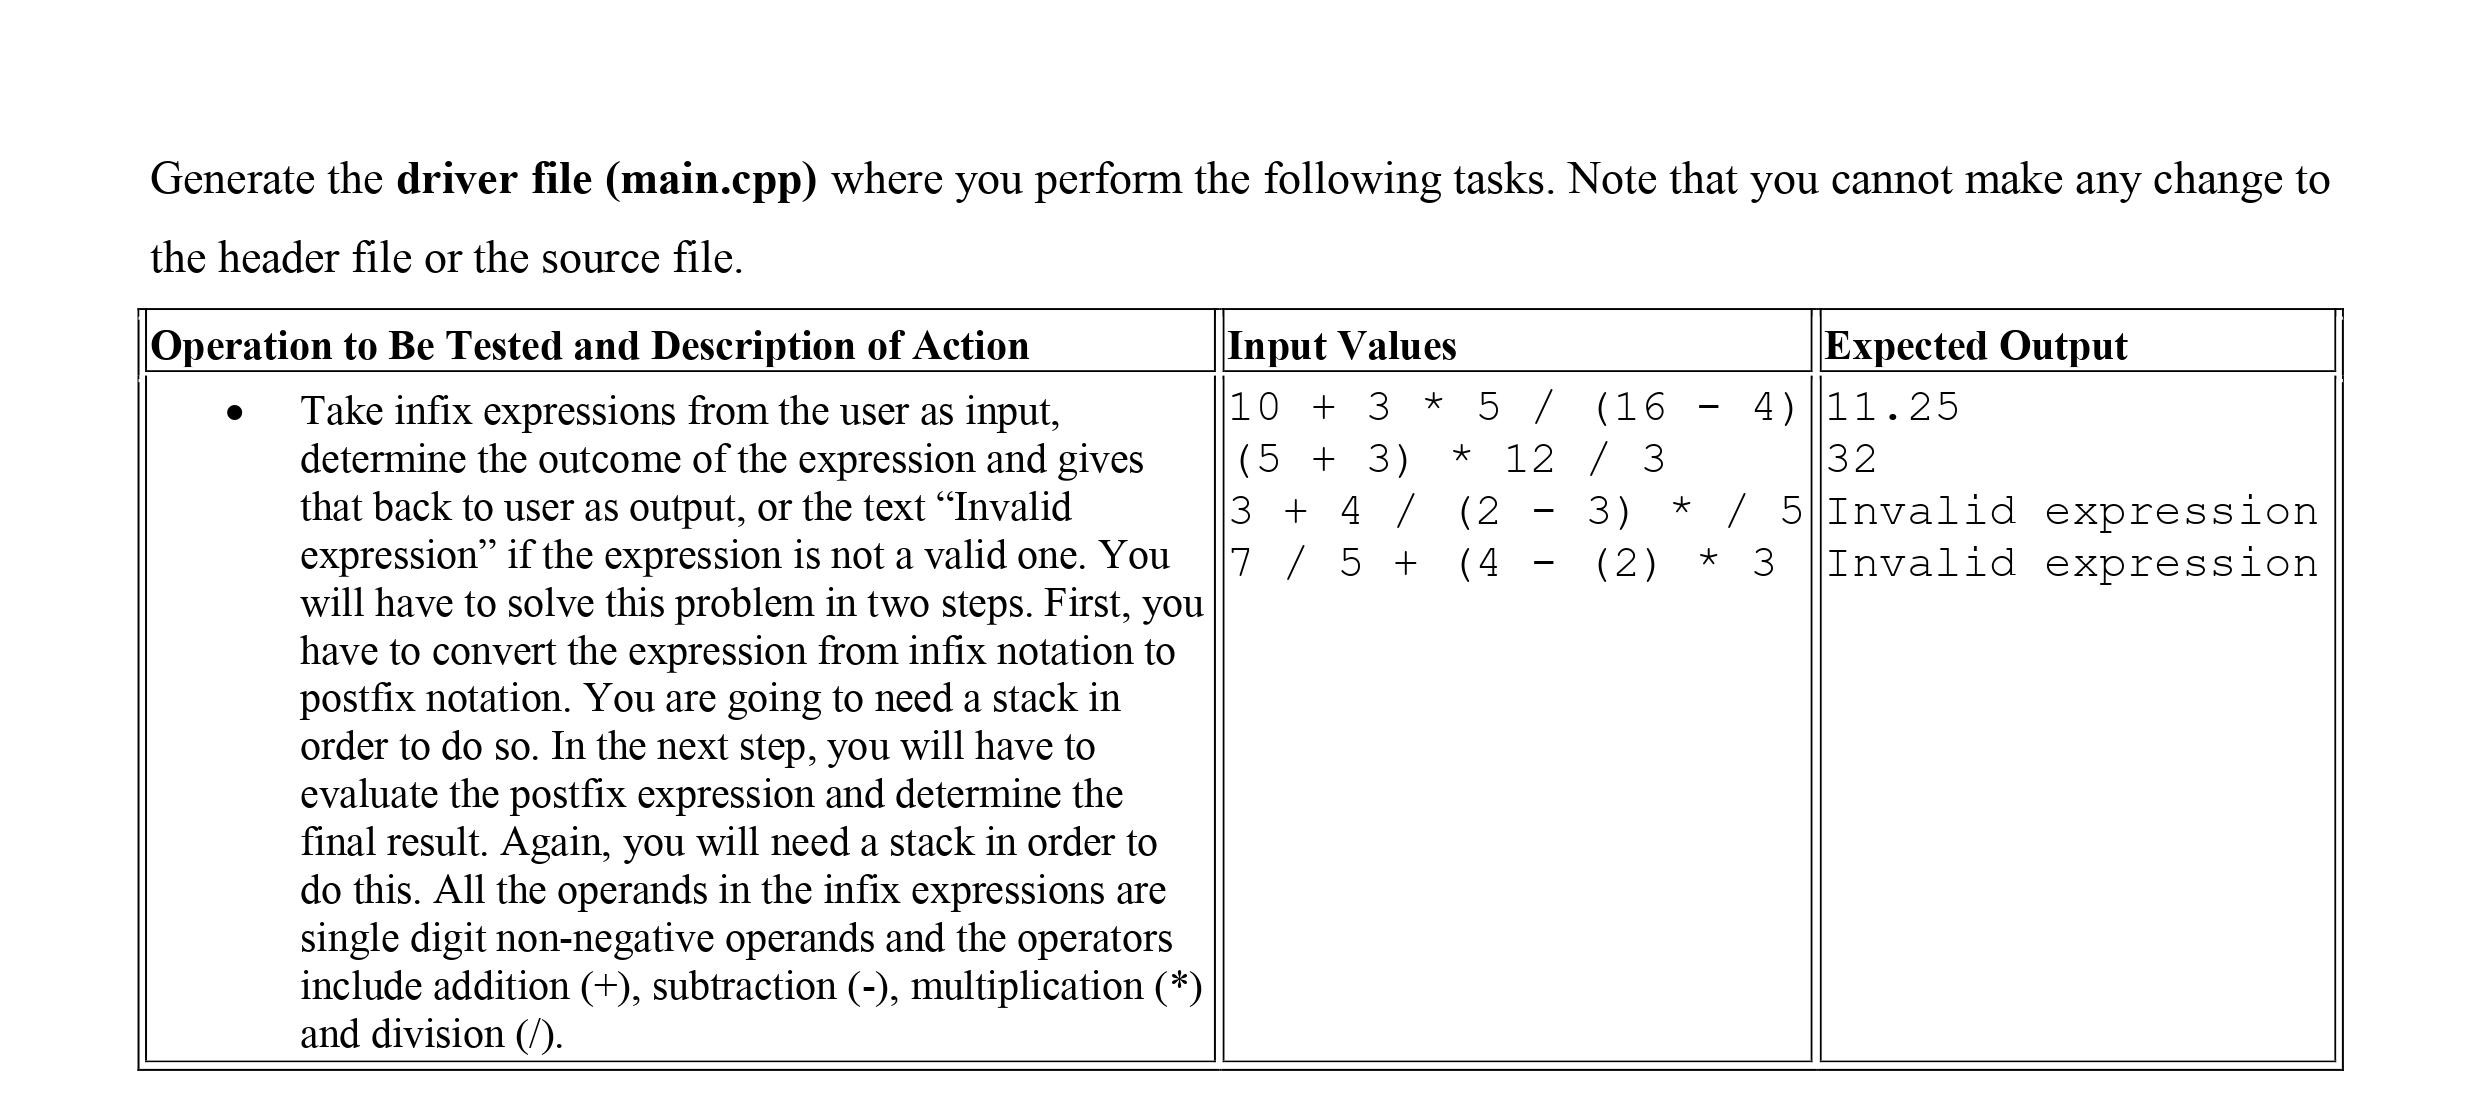 Generate the driver file (main.cpp) where you perform the following tasks. Note that you cannot make any change to
the header file or the source file.
Operation to Be Tested and Description of Action
Input Values
Expected Output
• Take infix expressions from the user as input,
determine the outcome of the expression and gives
that back to user as output, or the text “Invalid
expression” if the expression is not a valid one. You
will have to solve this problem in two steps. First, you
have to convert the expression from infix notation to
postfix notation. You are going to need a stack in
order to do so. In the next step, you will have to
evaluate the postfix expression and determine the
final result. Again, you will need a stack in order to
do this. All the operands in the infix expressions are
single digit non-negative operands and the operators
include addition (+), subtraction (-), multiplication (*)
and division (/).
10 + 3 * 5 / (16 - 4)
(5 + 3) * 12 / 3
3 + 4 / (2 - 3) * / 5
7 / 5 + (4 - (2) * 3
11.25
32
Invalid expression
Invalid expression